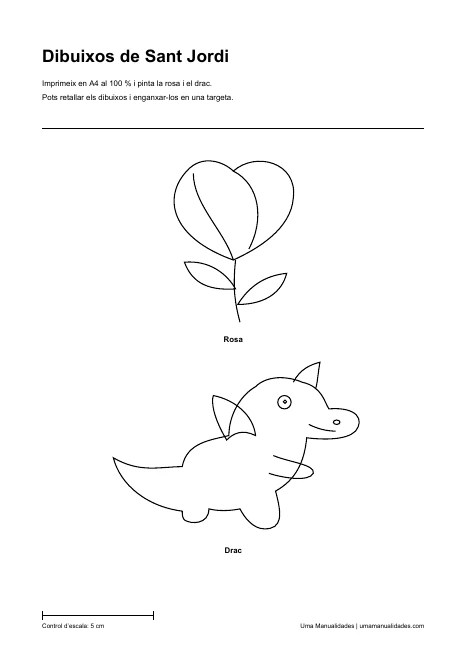 Dibuixos de Sant Jordi
Imprimeix en A4 al 100 % i pinta la rosa i el drac.
Pots retallar els dibuixos i enganxar-los en una targeta.
Rosa
Drac
Control d'escala: 5 cm
Uma Manualidades | umamanualidades.com